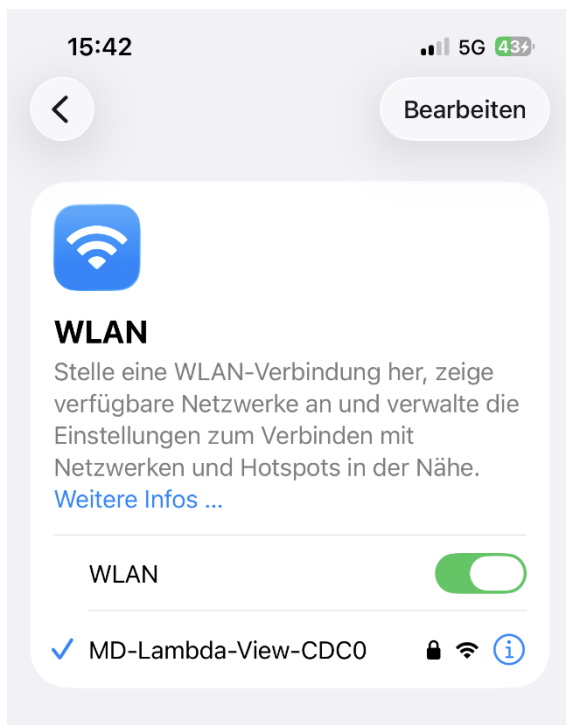 15:42
5G 43
Bearbeiten
WLAN
Stelle eine WLAN-Verbindung her, zeige
verfügbare Netzwerke an und verwalte die
Einstellungen zum Verbinden mit
Netzwerken und Hotspots in der Nähe.
Weitere Infos ...
WLAN
MD-Lambda-View-CDC0